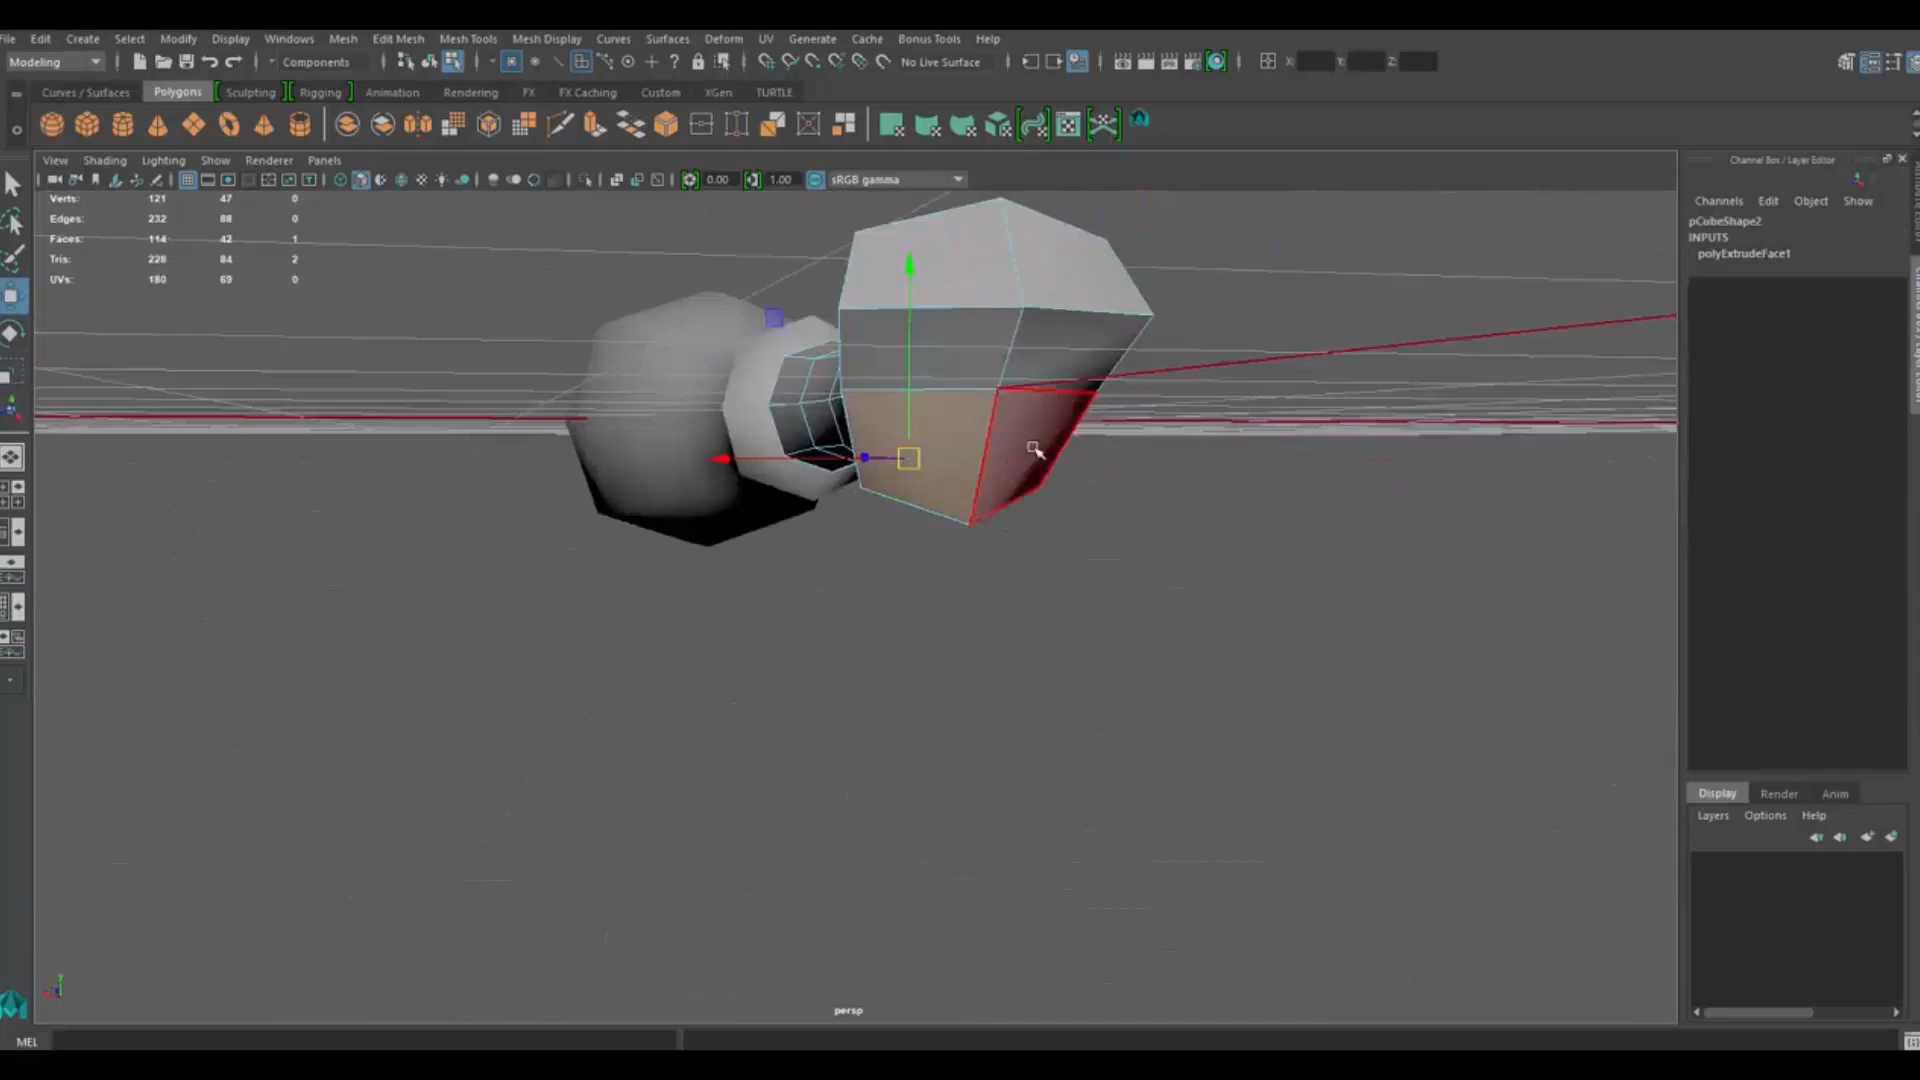 File Edit Create Select Modify Display Windows Mesh Edit Mesh Mesh Tools Mesh Display Curves Surfaces Deform UV Generate Cache Bonus Tools Help
Modeling Components ? No Live Surface X: Y: Z:
Curves / Surfaces Polygons Sculpting Rigging Animation Rendering FX FX Caching Custom XGen TURTLE
View Shading Lighting Show Renderer Panels
0.00 1.00 sRGB gamma
Verts: 121 47 0
Edges: 232 88 0
Faces: 114 42 1
Tris: 228 84 2
UVs: 180 69 0
persp
MEL
Channel Box / Layer Editor
Channels Edit Object Show
pCubeShape2
INPUTS
polyExtrudeFace1
Display Render Anim
Layers Options Help